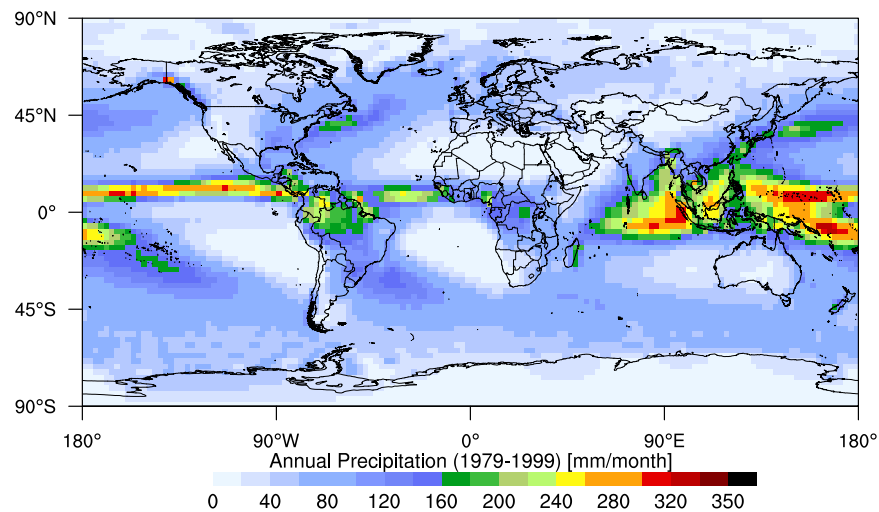 90°N
45°N
0°
45°S
90°S
180° 90°W 0° 90°E 180°
Annual Precipitation (1979-1999) [mm/month]
0 40 80 120 160 200 240 280 320 350